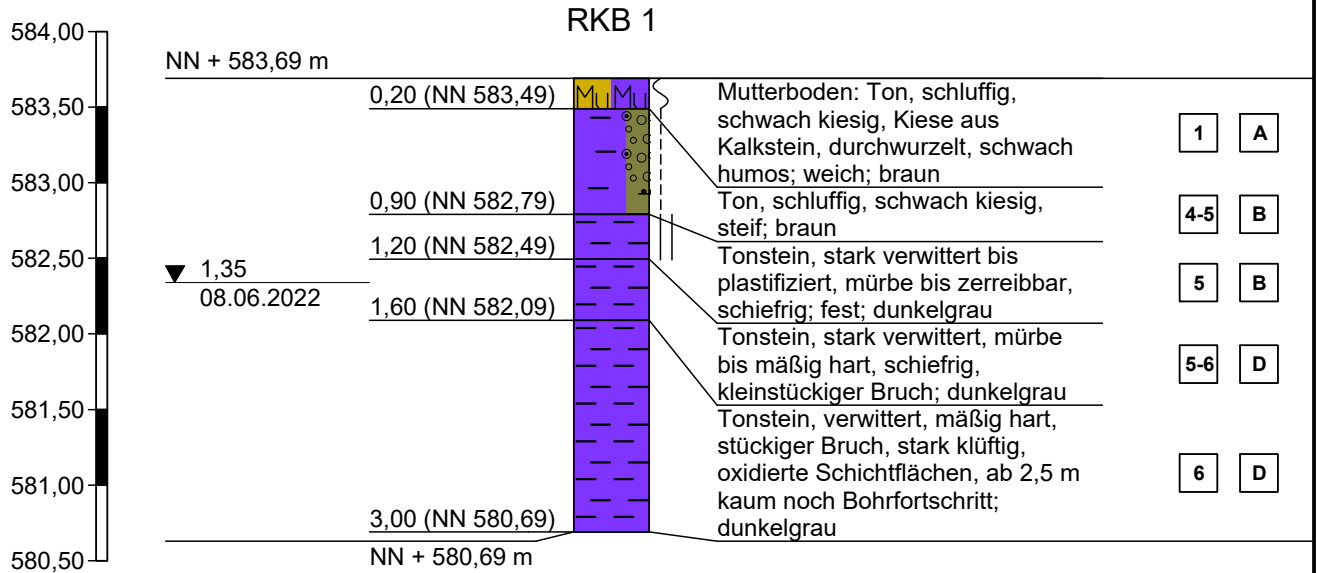 RKB 1
584,00
583,50
583,00
582,50
582,00
581,50
581,00
580,50
NN + 583,69 m
0,20 (NN 583,49)
0,90 (NN 582,79)
1,20 (NN 582,49)
1,35
08.06.2022
1,60 (NN 582,09)
3,00 (NN 580,69)
NN + 580,69 m
Mu Mu
Mutterboden: Ton, schluffig,
schwach kiesig, Kiese aus
Kalkstein, durchwurzelt, schwach
humos; weich; braun
1 A
Ton, schluffig, schwach kiesig,
steif; braun
4-5 B
Tonstein, stark verwittert bis
plastifiziert, mürbe bis zerreibbar,
schiefrig; fest; dunkelgrau
5 B
Tonstein, stark verwittert, mürbe
bis mäßig hart, schiefrig,
kleinstückiger Bruch; dunkelgrau
5-6 D
Tonstein, verwittert, mäßig hart,
stückiger Bruch, stark klüftig,
oxidierte Schichtflächen, ab 2,5 m
kaum noch Bohrfortschritt;
dunkelgrau
6 D